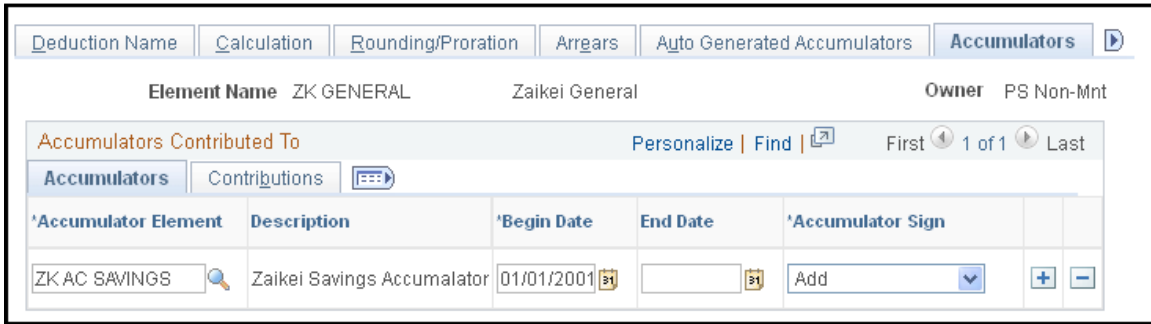 Deduction Name Calculation Rounding/Proration Arrears Auto Generated Accumulators Accumulators
Element Name ZK GENERAL Zaikei General Owner PS Non-Mnt
Accumulators Contributed To Personalize | Find | First 1 of 1 Last
Accumulators Contributions
*Accumulator Element Description *Begin Date End Date *Accumulator Sign
ZK AC SAVINGS Zaikei Savings Accumalator 01/01/2001 31 31 Add + -